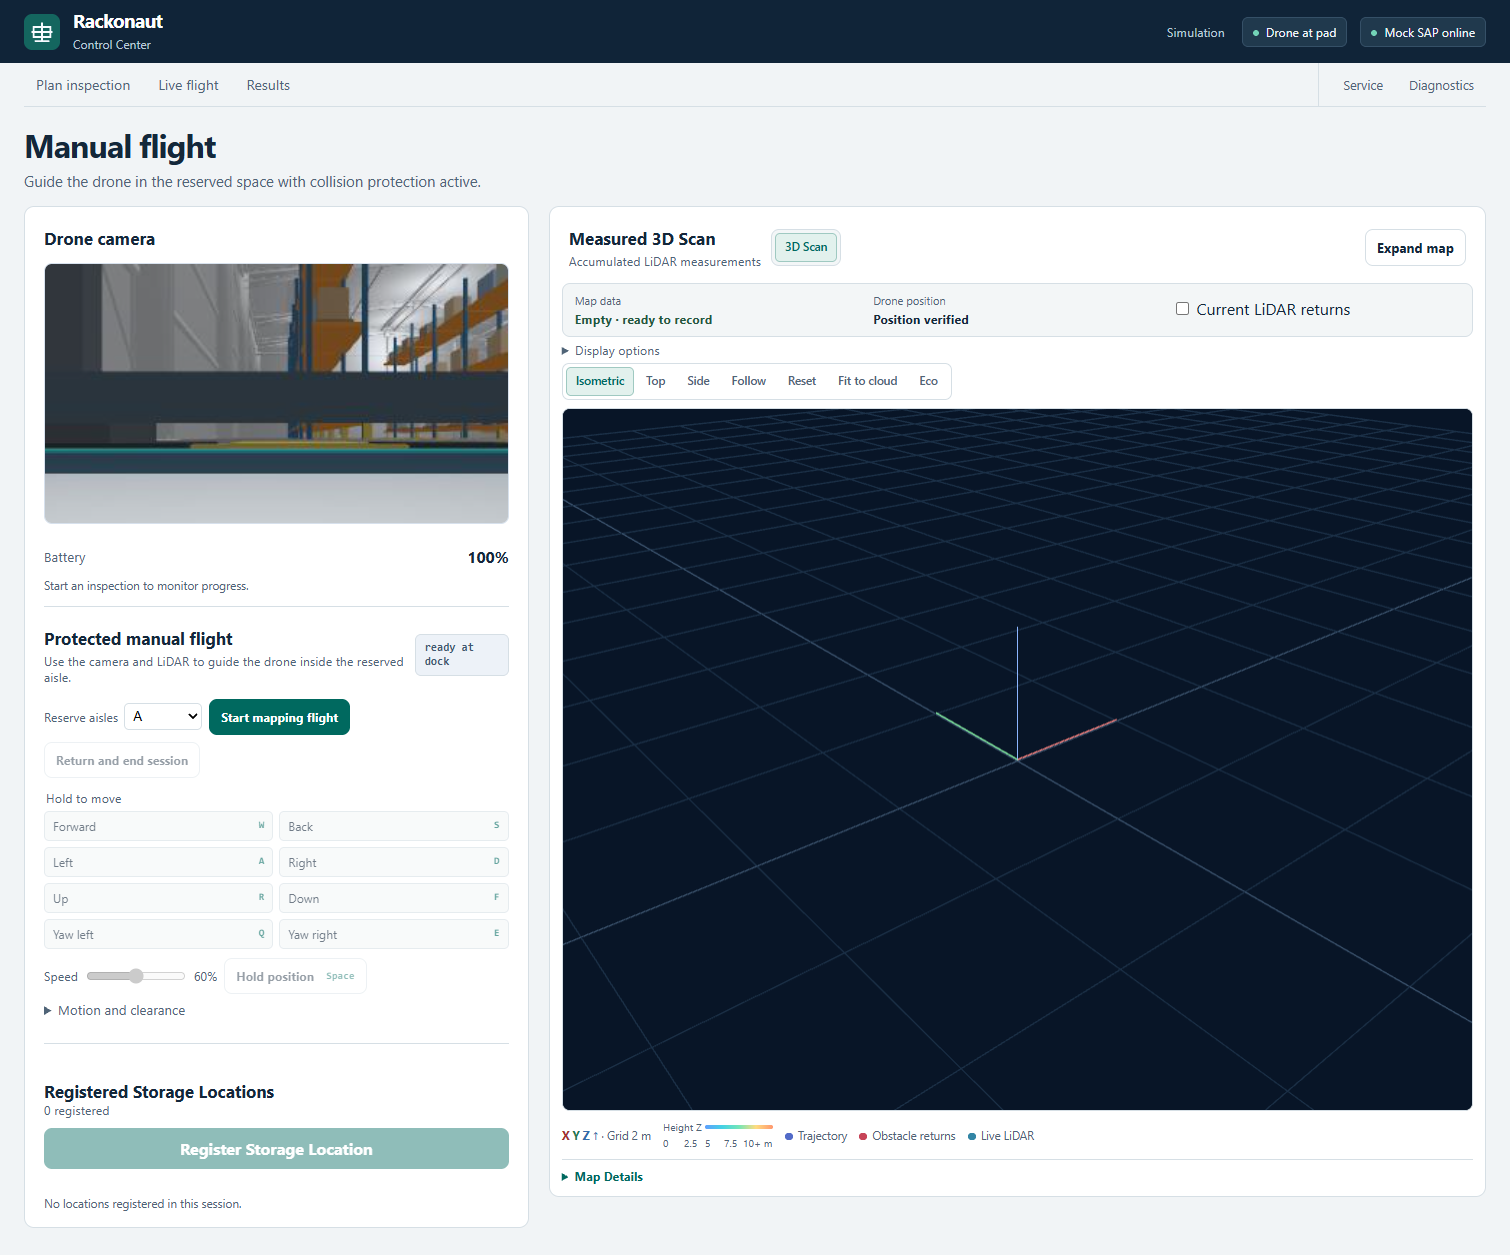 Rackonaut
Control Center
Simulation
Drone at pad
Mock SAP online
Plan inspection
Live flight
Results
Service
Diagnostics
Manual flight
Guide the drone in the reserved space with collision protection active.
Drone camera
Battery
100%
Start an inspection to monitor progress.
Protected manual flight
Use the camera and LiDAR to guide the drone inside the reserved
aisle.
ready at
dock
Reserve aisles
A
Start mapping flight
Return and end session
Hold to move
Forward W
Back S
Left A
Right D
Up R
Down F
Yaw left Q
Yaw right E
Speed
60%
Hold position Space
Motion and clearance
Registered Storage Locations
0 registered
Register Storage Location
No locations registered in this session.
Measured 3D Scan
Accumulated LiDAR measurements
3D Scan
Expand map
Map data
Empty · ready to record
Drone position
Position verified
Current LiDAR returns
Display options
Isometric
Top
Side
Follow
Reset
Fit to cloud
Eco
X Y Z ↑ · Grid 2 m
Height Z
0 2.5 5 7.5 10+ m
Trajectory
Obstacle returns
Live LiDAR
Map Details